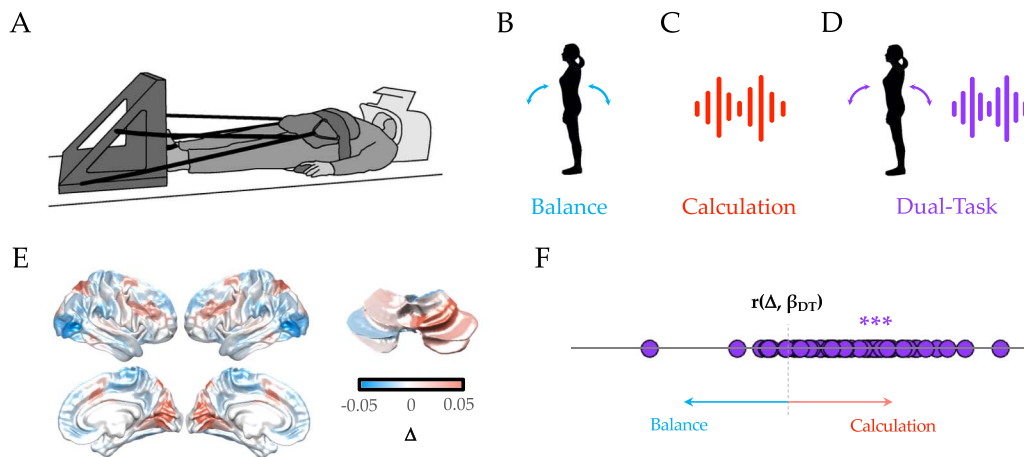 A
B
C
D
Balance
Calculation
Dual-Task
E
-0.05
0
0.05
Δ
F
r(Δ, βDT)
***
Balance
Calculation